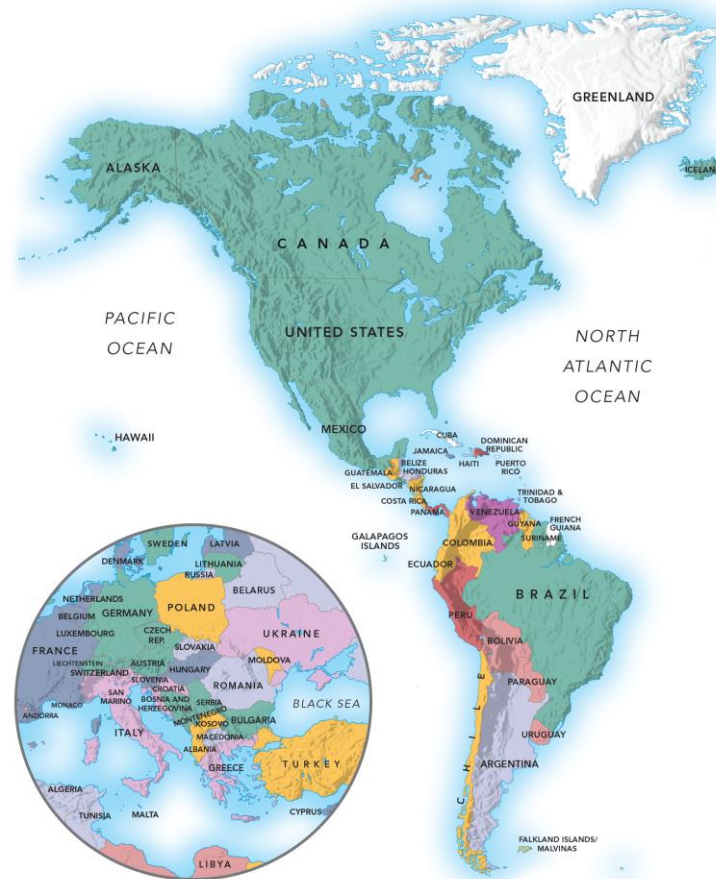 GREENLAND
ICELAN
ALASKA
CANADA
PACIFIC
OCEAN
UNITED STATES
NORTH
ATLANTIC
OCEAN
HAWAII
MEXICO
CUBA
DOMINICAN
REPUBLIC
JAMAICA
HAITI
PUERTO
RICO
BELIZE
HONDURAS
GUATEMALA
EL SALVADOR
NICARAGUA
COSTA RICA
PANAMA
TRINIDAD &
TOBAGO
VENEZUELA
GUYANA
FRENCH
GUIANA
SURINAME
COLOMBIA
GALAPAGOS
ISLANDS
ECUADOR
BRAZIL
PERU
BOLIVIA
PARAGUAY
CHILE
URUGUAY
ARGENTINA
FALKLAND ISLANDS/
MALVINAS
SWEDEN
LATVIA
DENMARK
LITHUANIA
RUSSIA
BELARUS
NETHERLANDS
POLAND
GERMANY
BELGIUM
LUXEMBOURG
CZECH
REP.
UKRAINE
FRANCE
SLOVAKIA
LIECHTENSTEIN
AUSTRIA
MOLDOVA
SWITZERLAND
HUNGARY
SLOVENIA
ROMANIA
CROATIA
SAN
MARINO
BOSNIA AND
HERZEGOVINA
SERBIA
BLACK SEA
MONACO
ANDORRA
MONTENEGRO
KOSOVO
BULGARIA
ITALY
MACEDONIA
ALBANIA
GREECE
TURKEY
ALGERIA
TUNISIA
MALTA
CYPRUS
LIBYA